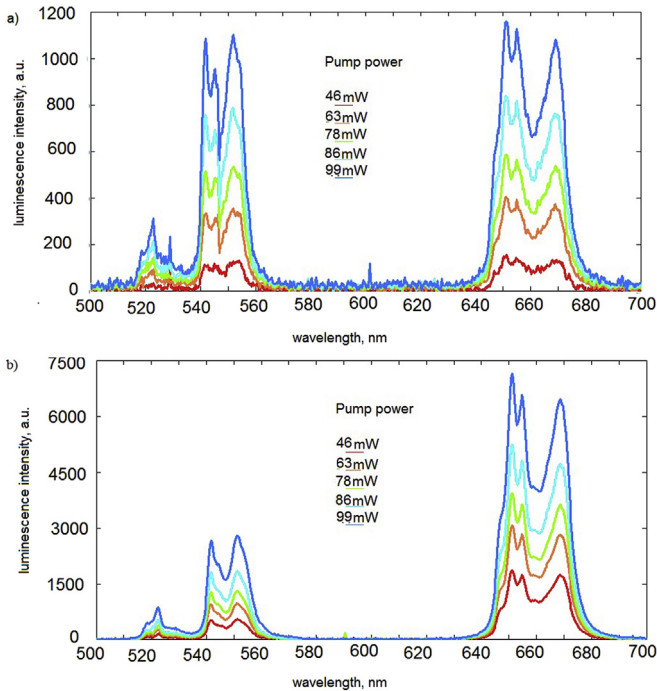 a)
1200
1000
800
600
400
200
0
luminescence intensity, a.u.
Pump power
46mW
63mW
78mW
86mW
99mW
500 520 540 560 580 600 620 640 660 680 700
wavelength, nm
b)
7500
6000
4500
3000
1500
0
luminescence intensity, a.u.
Pump power
46mW
63mW
78mW
86mW
99mW
500 520 540 560 580 600 620 640 660 680 700
wavelength, nm